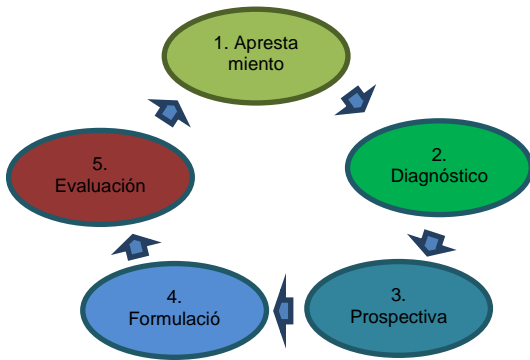 1. Apresta
miento
2.
Diagnóstico
3.
Prospectiva
4.
Formulació
5.
Evaluación